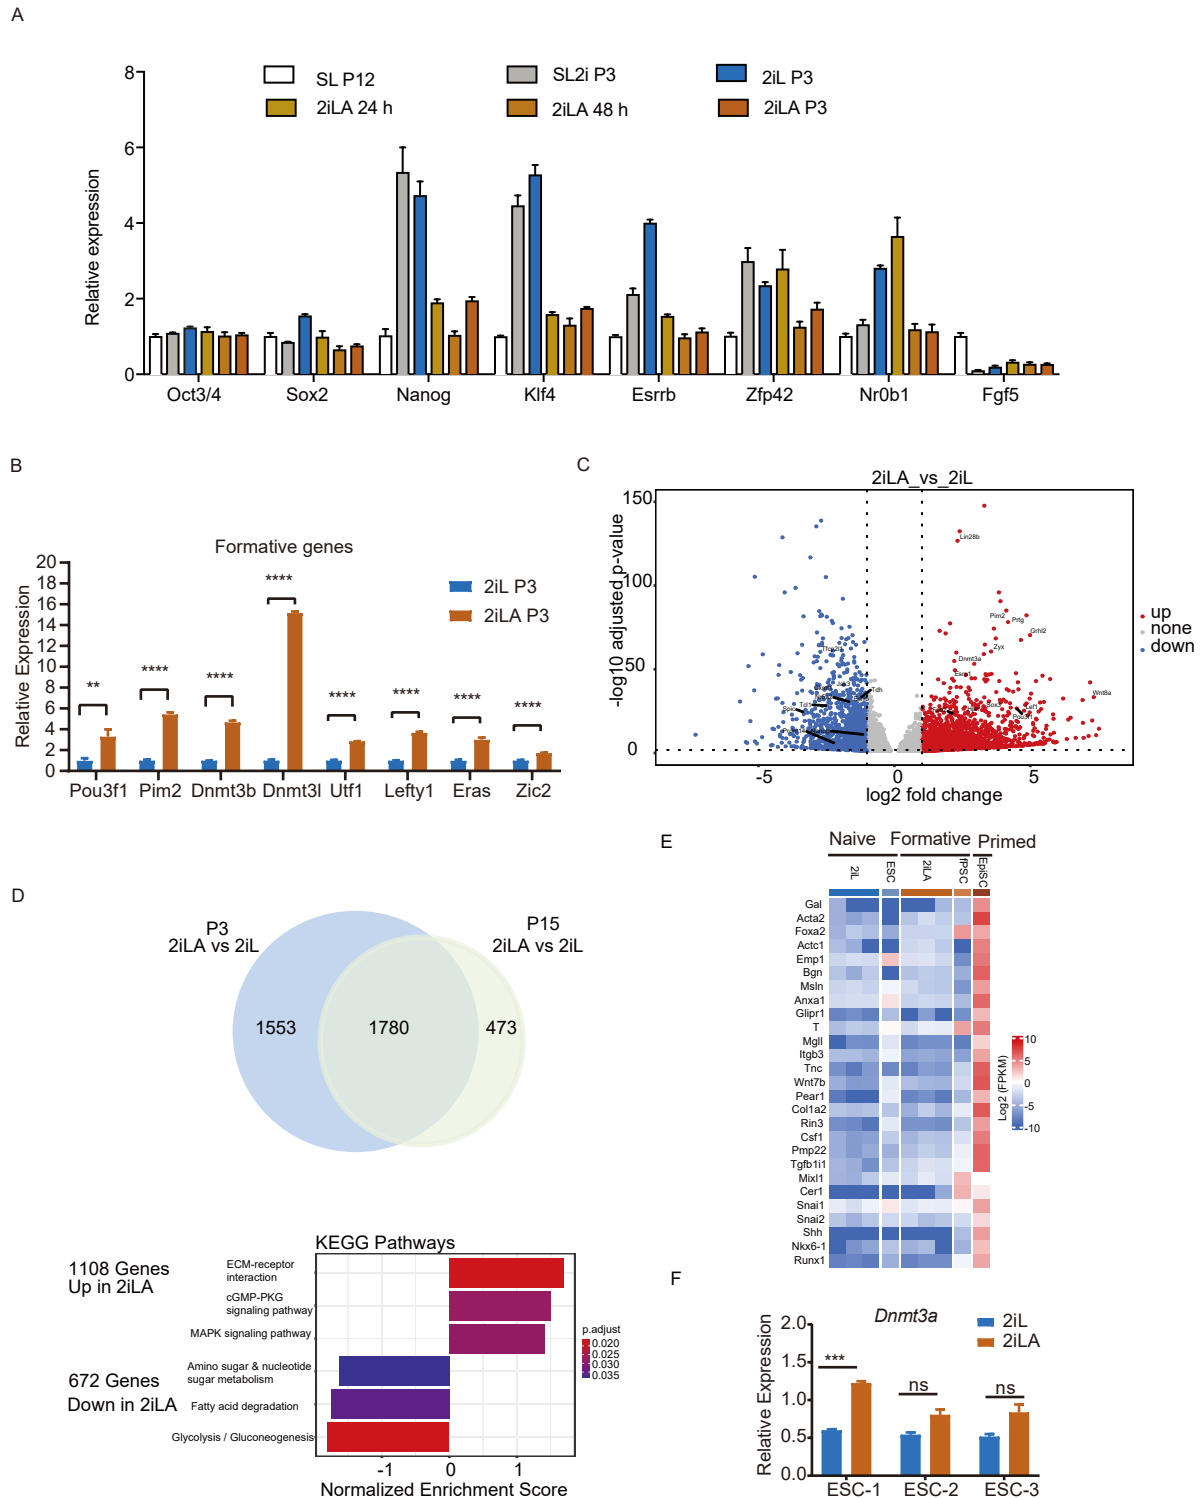 A
8
6
4
2
0
Relative expression
SL P12
SL2i P3
2iL P3
2iLA 24 h
2iLA 48 h
2iLA P3
Oct3/4
Sox2
Nanog
Klf4
Esrrb
Zfp42
Nr0b1
Fgf5
B
Formative genes
Relative Expression
20
18
16
14
12
10
8
6
4
2
0
2iL P3
2iLA P3
**
****
****
****
****
****
****
****
Pou3f1
Pim2
Dnmt3b
Dnmt3l
Utf1
Lefty1
Eras
Zic2
C
2iLA_vs_2iL
-log10 adjusted p-value
150
100
50
0
-5
0
5
log2 fold change
up
none
down
Lin28b
Pim2
Prtg
Grhl2
Zyx
Dnmt3a
Wnt8a
Tfcp2l1
Tdh
Tcl1
Pou3f1
Lef1
Sox3
D
P3
2iLA vs 2iL
P15
2iLA vs 2iL
1553
1780
473
KEGG Pathways
1108 Genes
Up in 2iLA
672 Genes
Down in 2iLA
ECM-receptor
interaction
cGMP-PKG
signaling pathway
MAPK signaling pathway
Amino sugar & nucleotide
sugar metabolism
Fatty acid degradation
Glycolysis / Gluconeogenesis
-1
0
1
Normalized Enrichment Score
p.adjust
0.020
0.025
0.030
0.035
E
Naive
Formative
Primed
2iL
ESC
2iLA
fPSC
EpiSC
Gal
Acta2
Foxa2
Actc1
Emp1
Bgn
Msln
Anxa1
Glipr1
T
Mgll
Itgb3
Tnc
Wnt7b
Pear1
Col1a2
Rin3
Csf1
Pmp22
Tgfb1i1
Mixl1
Cer1
Snai1
Snai2
Shh
Nkx6-1
Runx1
Log2 (FPKM)
10
5
0
-5
-10
F
Dnmt3a
Relative Expression
2.0
1.5
1.0
0.5
0.0
2iL
2iLA
***
ns
ns
ESC-1
ESC-2
ESC-3